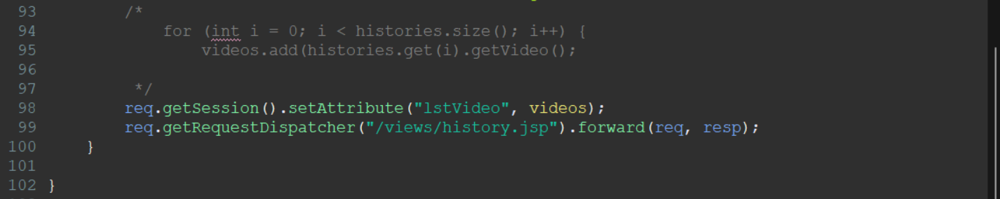 93 /*
94 for (int i = 0; i < histories.size(); i++) {
95 videos.add(histories.get(i).getVideo();
96
97 */
98 req.getSession().setAttribute("lstVideo", videos);
99 req.getRequestDispatcher("/views/history.jsp").forward(req, resp);
100 }
101
102 }